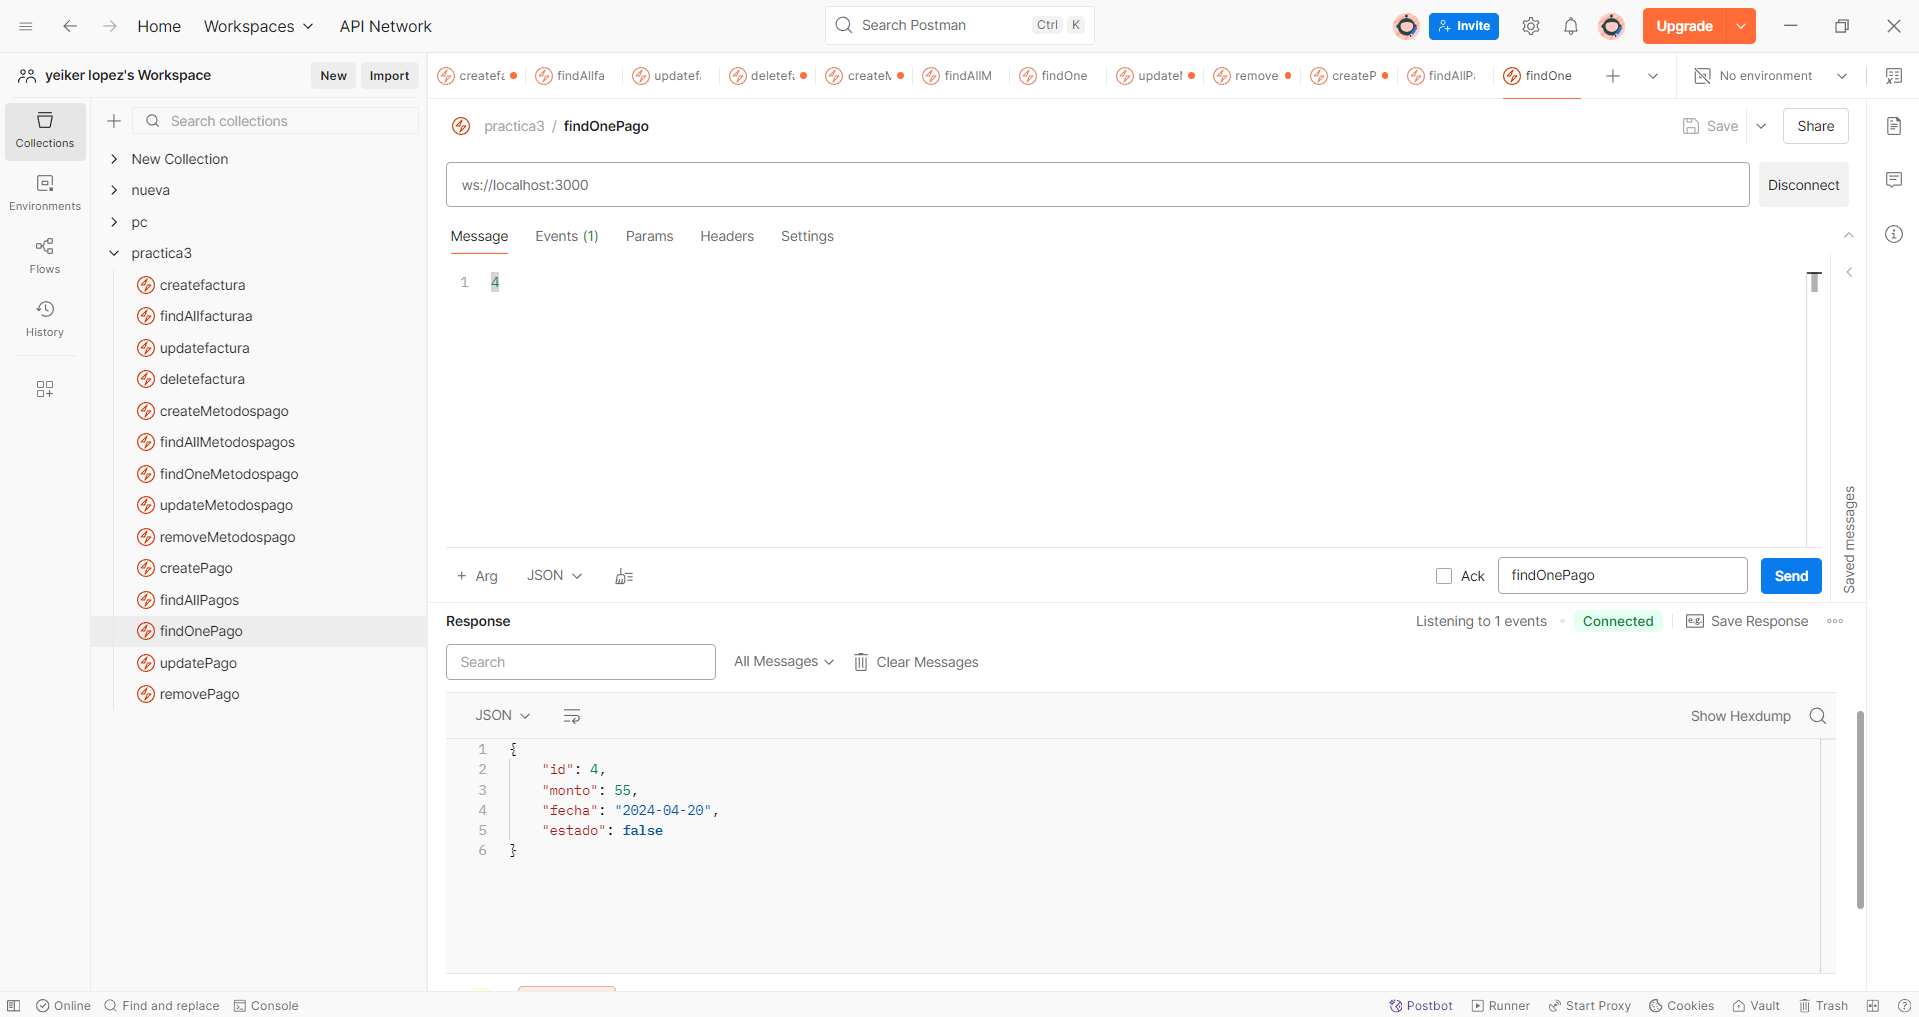 Home Workspaces API Network Search Postman Ctrl K Invite Upgrade
yeiker lopez's Workspace New Import createfa findAllfa updatefa deletefa createM findAllM findOne updateM remove createP findAllPa findOne No environment
Collections
Environments
Flows
History
Search collections
New Collection
nueva
pc
practica3
createfactura
findAllfacturaa
updatefactura
deletefactura
createMetodospago
findAllMetodospagos
findOneMetodospago
updateMetodospago
removeMetodospago
createPago
findAllPagos
findOnePago
updatePago
removePago
practica3 / findOnePago Save Share
ws://localhost:3000 Disconnect
Message Events (1) Params Headers Settings
1 4
+ Arg JSON Ack findOnePago Send
Saved messages
Response Listening to 1 events Connected Save Response
Search All Messages Clear Messages
JSON Show Hexdump
1 {
2 "id": 4,
3 "monto": 55,
4 "fecha": "2024-04-20",
5 "estado": false
6 }
Online Find and replace Console Postbot Runner Start Proxy Cookies Vault Trash